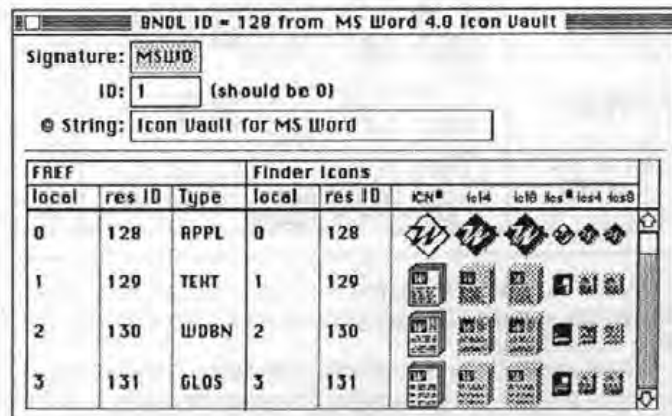 BNDL ID = 128 from MS Word 4.0 Icon Vault
Signature: MSWD
ID: 1 (should be 0)
© String: Icon Vault for MS Word
FREF Finder Icons
local res ID Type local res ID ICN# icl4 icl8 ics# ics4 ics8
0 128 APPL 0 128
1 129 TEXT 1 129
2 130 WDBN 2 130
3 131 GLOS 3 131